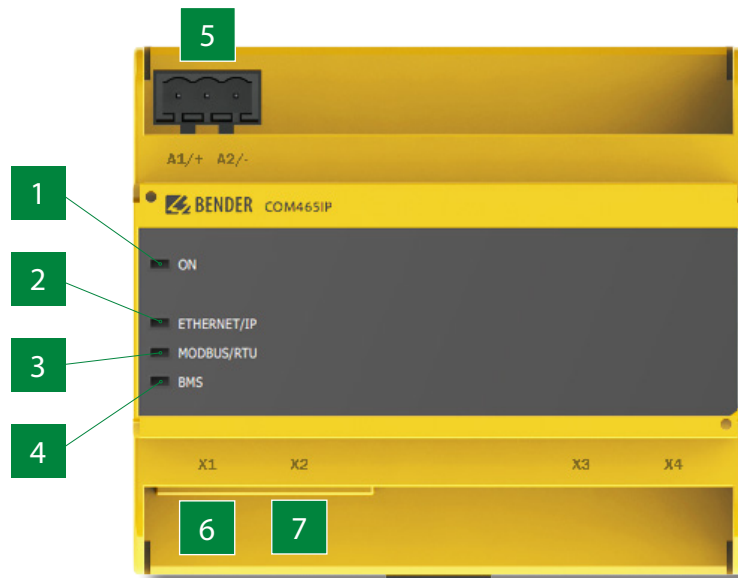 5
A1/+ A2/-
1
BENDER COM465IP
ON
2
ETHERNET/IP
3
MODBUS/RTU
BMS
4
X1 X2 X3 X4
6
7